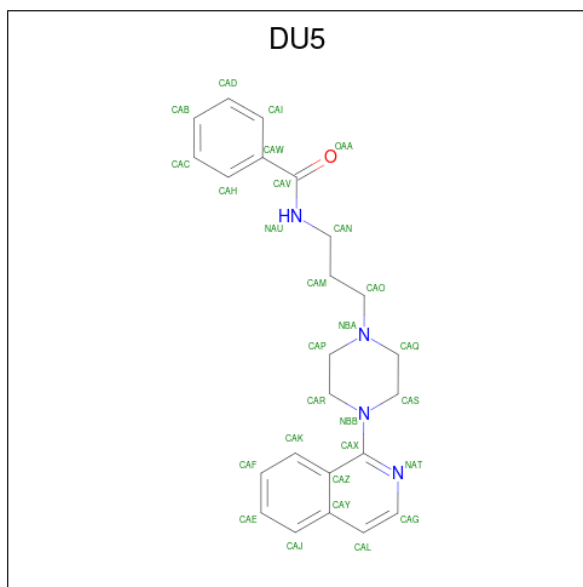 DU5
CAD
CAB CAI
CAW OAA
CAC
CAV
CAH
HN
NAU CAN
CAM CAO
NBA
N
CAP CAQ
CAR CAS
N
NBB
CAK CAX
CAF CAZ N NAT
CAE CAY CAG
CAJ CAL